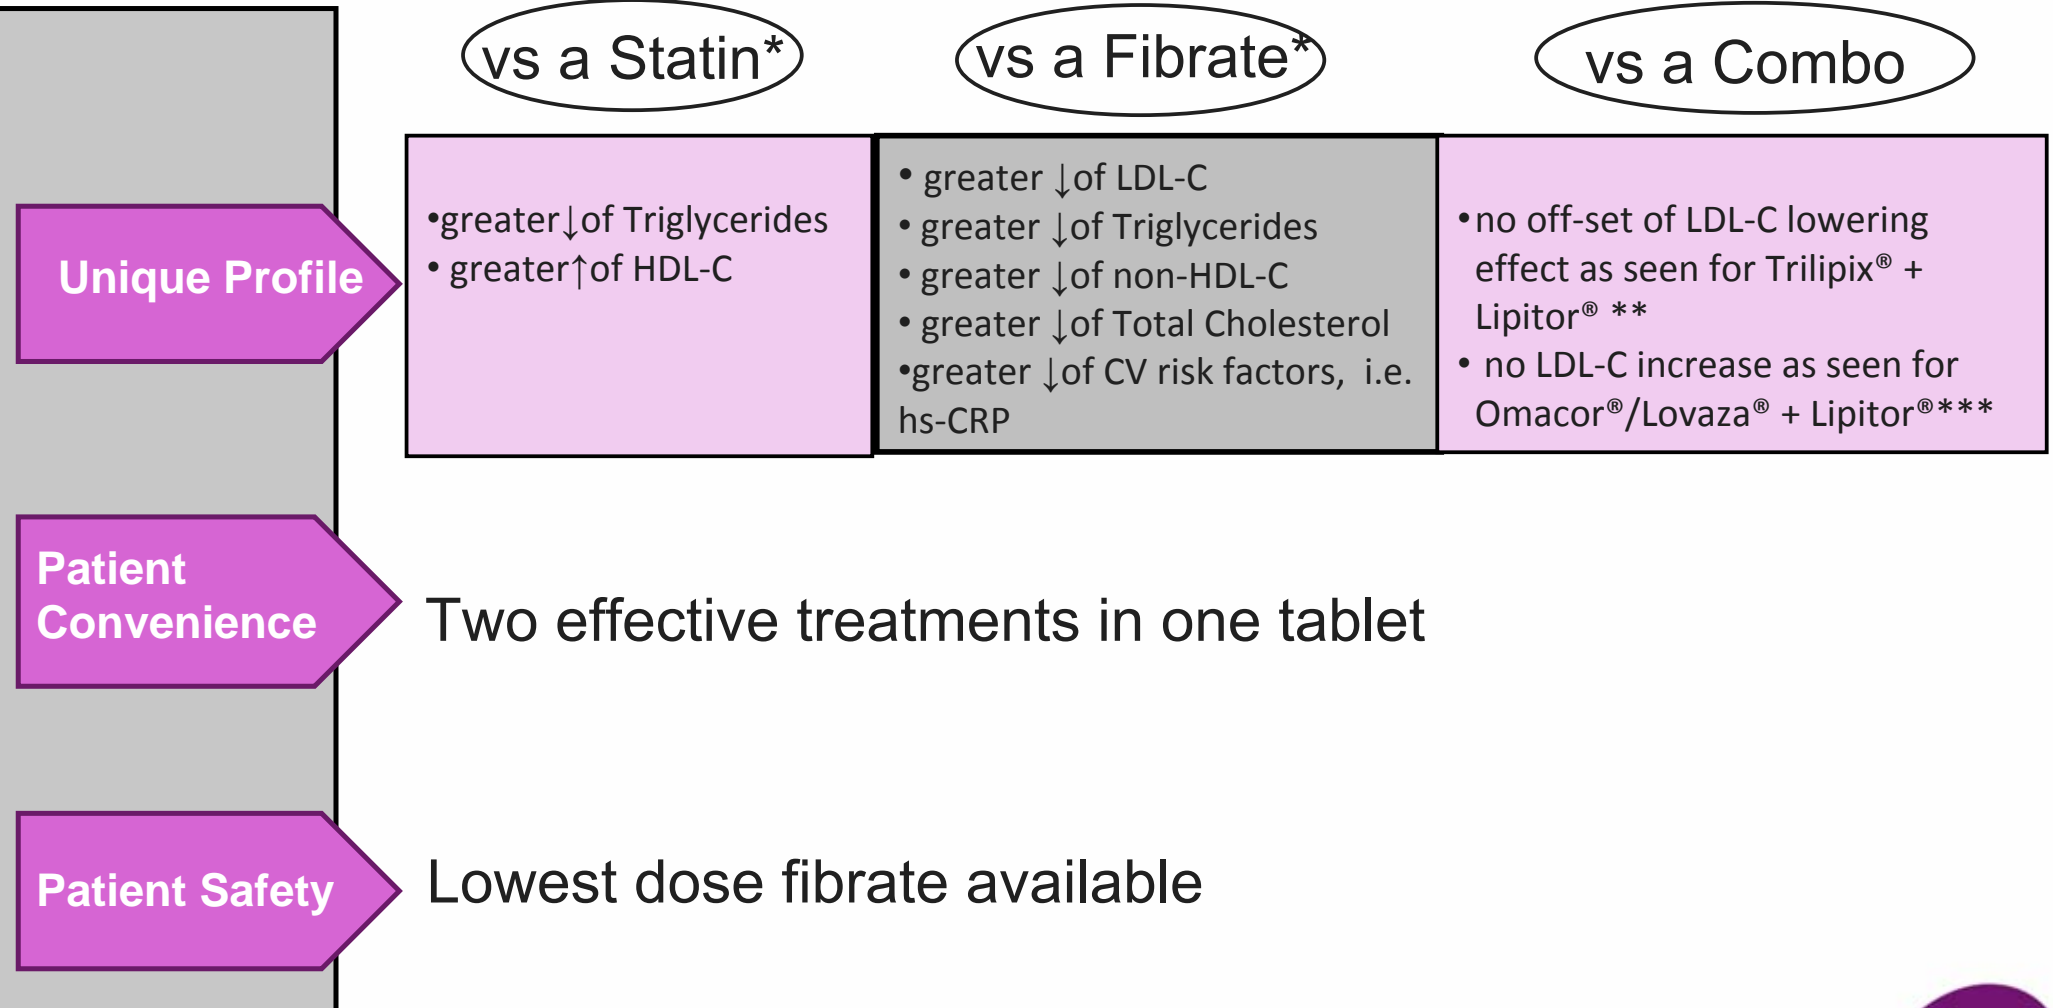 vs a Statin*
vs a Fibrate*
vs a Combo
Unique Profile
•greater↓of Triglycerides
• greater↑of HDL-C
• greater ↓of LDL-C
• greater ↓of Triglycerides
• greater ↓of non-HDL-C
• greater ↓of Total Cholesterol
•greater ↓of CV risk factors, i.e.
hs-CRP
•no off-set of LDL-C lowering
effect as seen for Trilipix® +
Lipitor® **
• no LDL-C increase as seen for
Omacor®/Lovaza® + Lipitor®***
Patient
Convenience
Two effective treatments in one tablet
Patient Safety
Lowest dose fibrate available